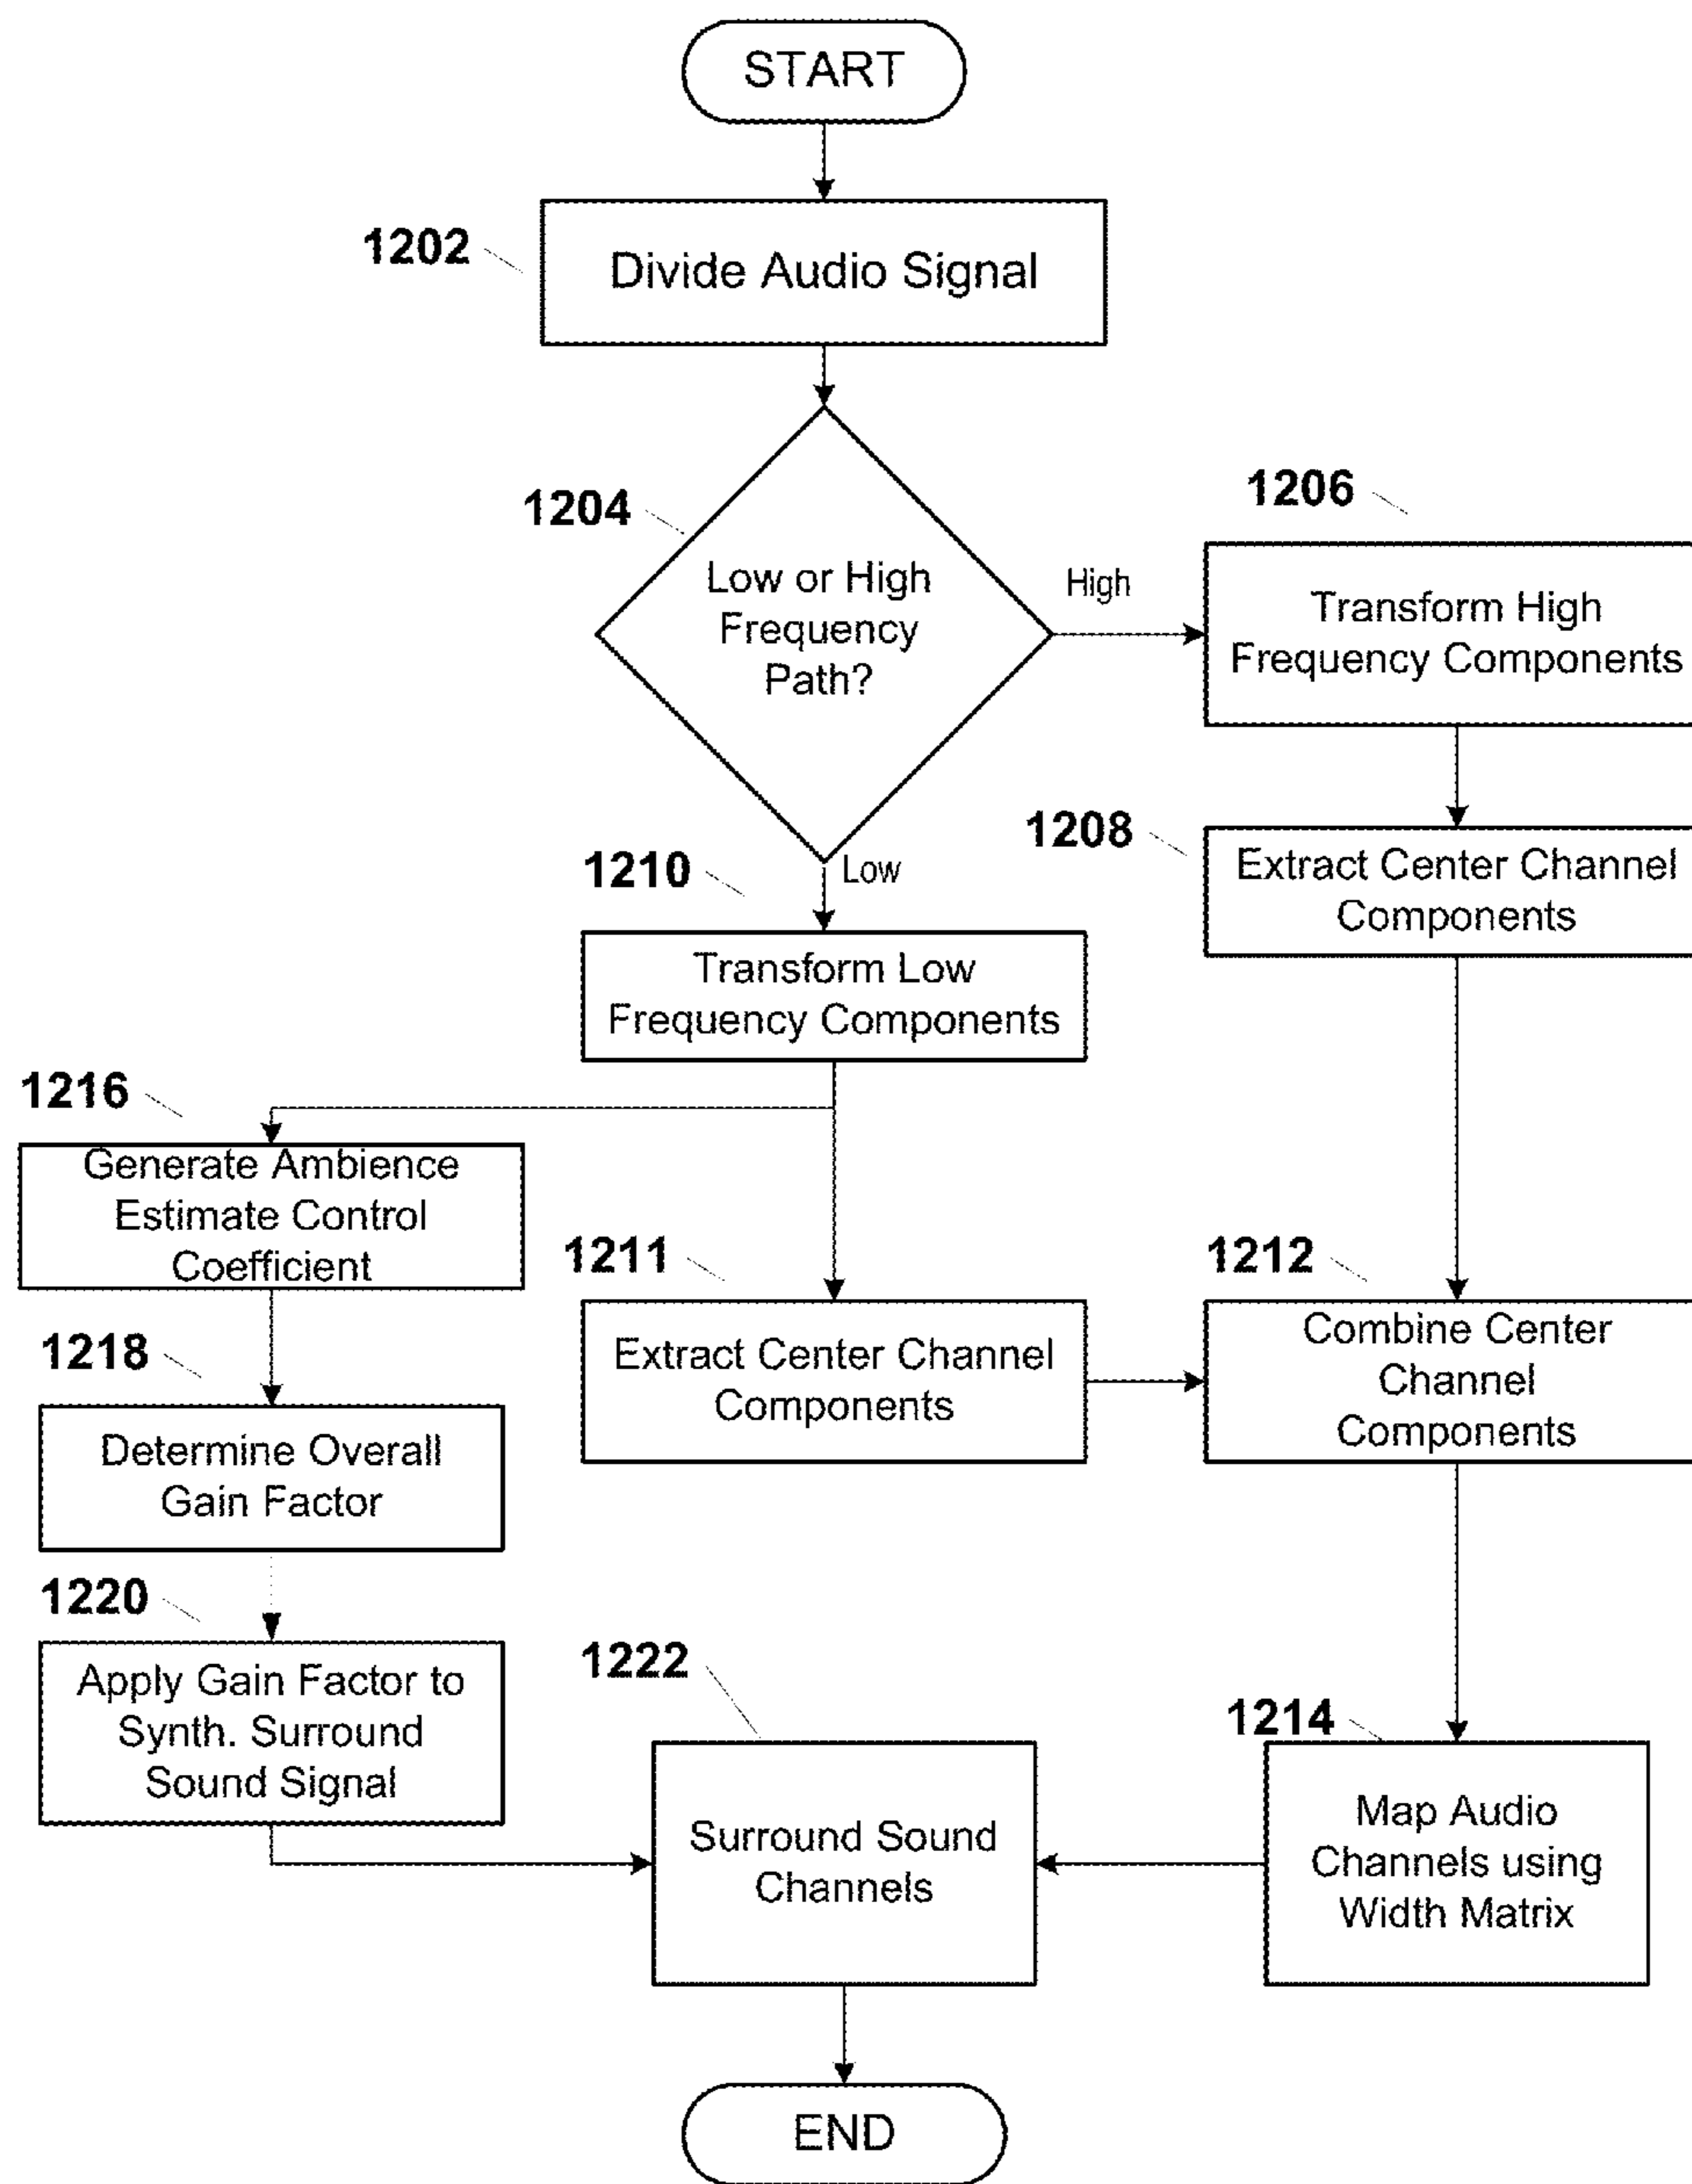 START
1202
Divide Audio Signal
1204
Low or High
Frequency
Path?
High
1206
Transform High
Frequency Components
1208
Extract Center Channel
Components
Low
1210
Transform Low
Frequency Components
1216
Generate Ambience
Estimate Control
Coefficient
1211
Extract Center Channel
Components
1212
Combine Center
Channel
Components
1218
Determine Overall
Gain Factor
1220
Apply Gain Factor to
Synth. Surround
Sound Signal
1222
Surround Sound
Channels
1214
Map Audio
Channels using
Width Matrix
END